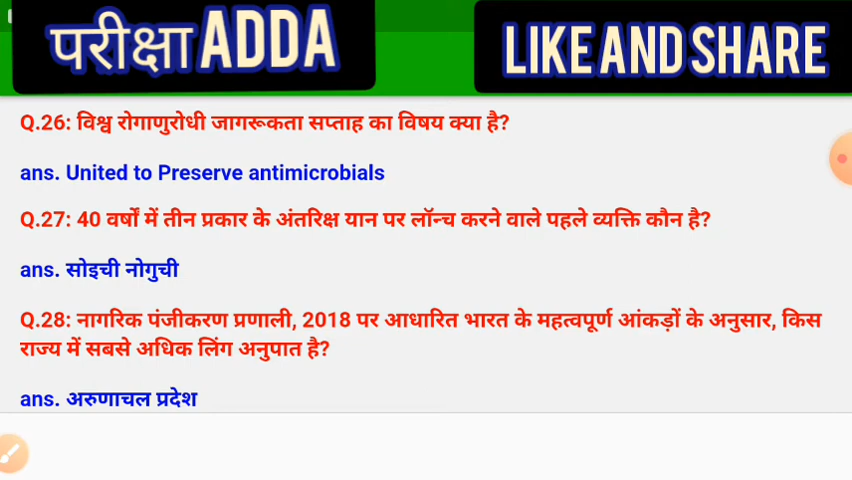 परीक्षा ADDA
LIKE AND SHARE
Q.26: विश्व रोगाणुरोधी जागरूकता सप्ताह का विषय क्या है?
ans. United to Preserve antimicrobials
Q.27: 40 वर्षों में तीन प्रकार के अंतरिक्ष यान पर लॉन्च करने वाले पहले व्यक्ति कौन है?
ans. सोइची नोगुची
Q.28: नागरिक पंजीकरण प्रणाली, 2018 पर आधारित भारत के महत्वपूर्ण आंकड़ों के अनुसार, किस
राज्य में सबसे अधिक लिंग अनुपात है?
ans. अरुणाचल प्रदेश